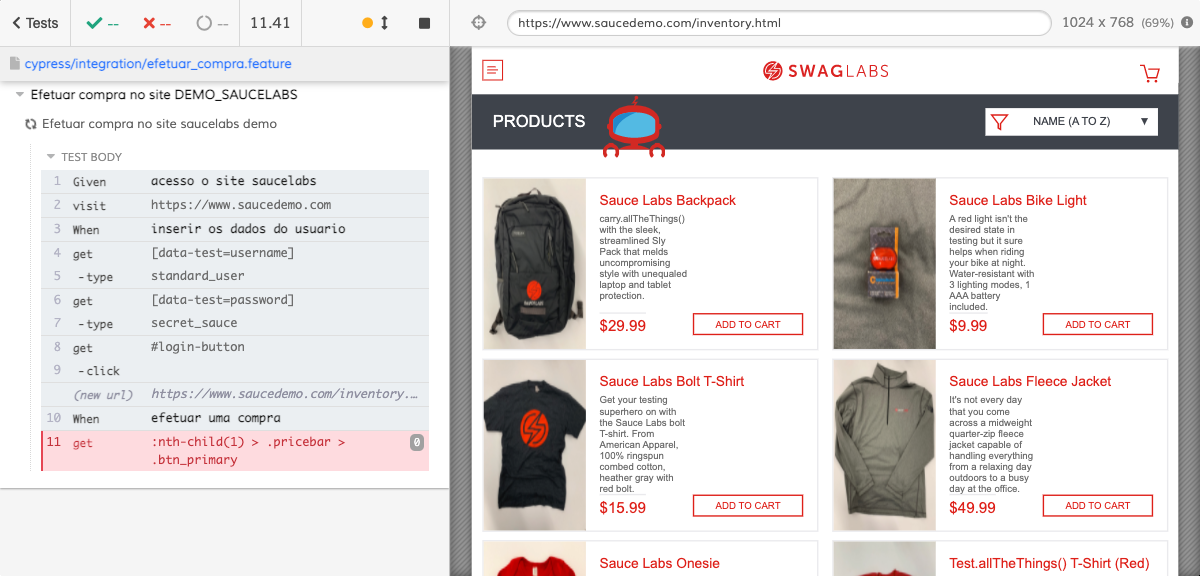 Tests
--
--
--
11.41
https://www.saucedemo.com/inventory.html
1024 x 768 (69%)
cypress/integration/efetuar_compra.feature
Efetuar compra no site DEMO_SAUCELABS
Efetuar compra no site saucelabs demo
TEST BODY
1 Given acesso o site saucelabs
2 visit https://www.saucedemo.com
3 When inserir os dados do usuario
4 get [data-test=username]
5 -type standard_user
6 get [data-test=password]
7 -type secret_sauce
8 get #login-button
9 -click
(new url) https://www.saucedemo.com/inventory.…
10 When efetuar uma compra
11 get :nth-child(1) > .pricebar >
.btn_primary
0
SWAGLABS
PRODUCTS
NAME (A TO Z)
Sauce Labs Backpack
carry.allTheThings()
with the sleek,
streamlined Sly
Pack that melds
uncompromising
style with unequaled
laptop and tablet
protection.
$29.99
ADD TO CART
Sauce Labs Bike Light
A red light isn't the
desired state in
testing but it sure
helps when riding
your bike at night.
Water-resistant with
3 lighting modes, 1
AAA battery
included.
$9.99
ADD TO CART
Sauce Labs Bolt T-Shirt
Get your testing
superhero on with
the Sauce Labs bolt
T-shirt. From
American Apparel,
100% ringspun
combed cotton,
heather gray with
red bolt.
$15.99
ADD TO CART
Sauce Labs Fleece Jacket
It's not every day
that you come
across a midweight
quarter-zip fleece
jacket capable of
handling everything
from a relaxing day
outdoors to a busy
day at the office.
$49.99
ADD TO CART
Sauce Labs Onesie
Test.allTheThings() T-Shirt (Red)